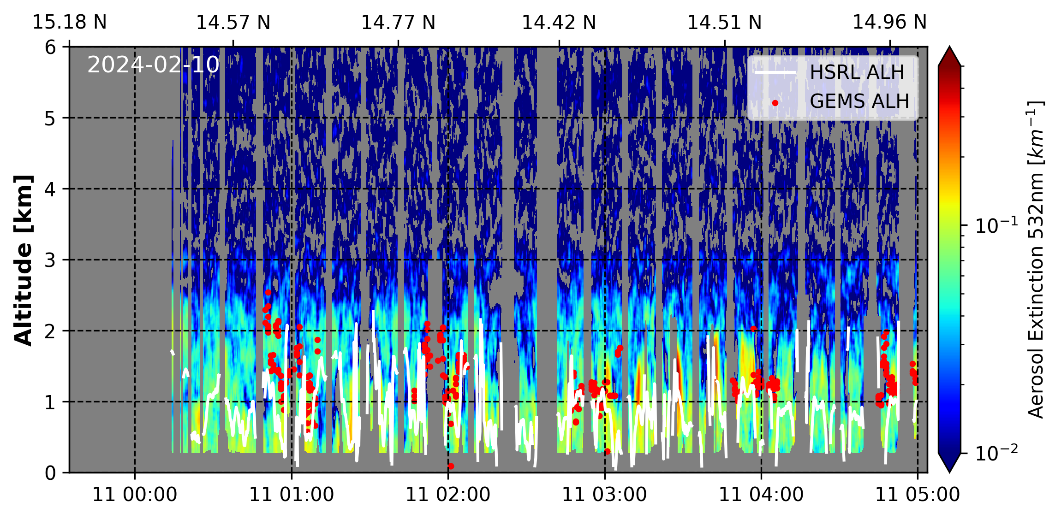 15.18 N 14.57 N 14.77 N 14.42 N 14.51 N 14.96 N
2024-02-10
HSRL ALH
GEMS ALH
Altitude [km]
6
5
4
3
2
1
0
11 00:00 11 01:00 11 02:00 11 03:00 11 04:00 11 05:00
10⁻¹
10⁻²
Aerosol Extinction 532nm [km⁻¹]